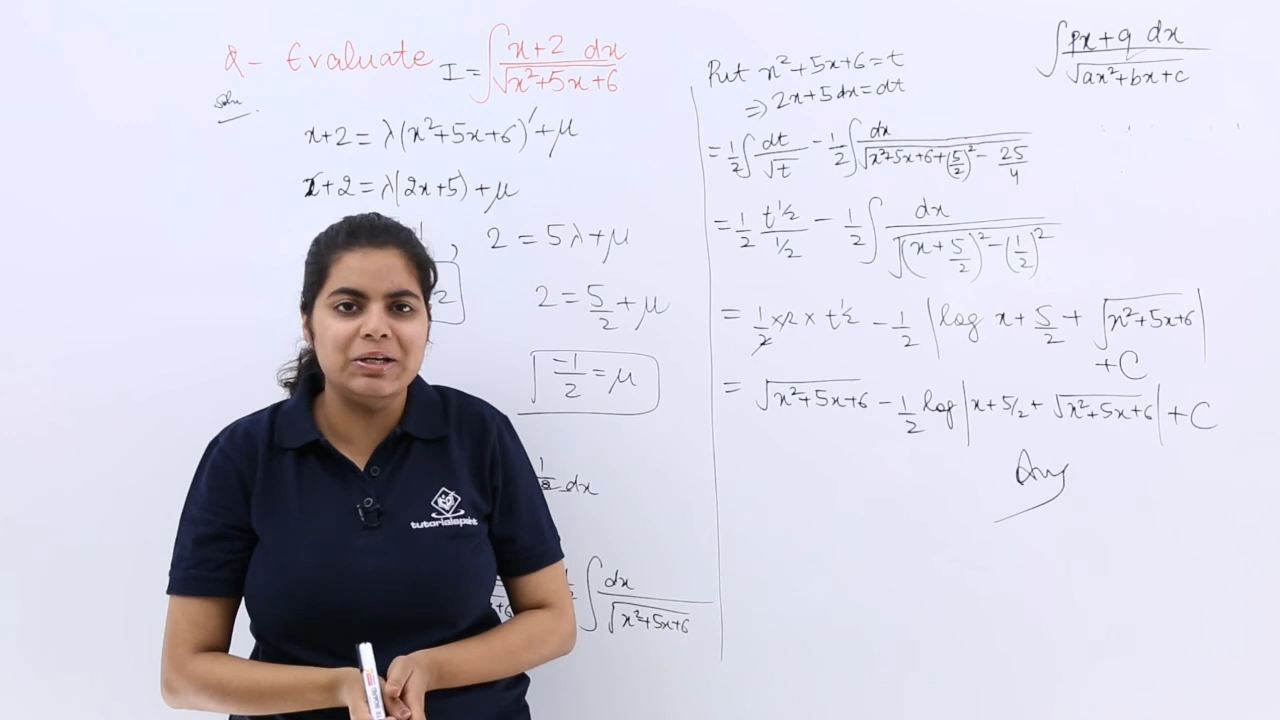 Q- Evaluate I = ∫ x+2 dx / √x²+5x+6
Soln.
x+2 = λ(x²+5x+6)' + μ
x+2 = λ(2x+5) + μ
, 2 = 5λ+μ
2
2 = 5/2 + μ
-1/2 = μ
dx
∫ dx / √x²+5x+6
Put x²+5x+6 = t
⇒ 2x+5 dx = dt
= 1/2 ∫ dt/√t - 1/2 ∫ dx / √x²+5x+6+(5/2)² - 25/4
= 1/2 t^1/2 / 1/2 - 1/2 ∫ dx / √(x+5/2)² - (1/2)²
= 1/2 × 2 × t^1/2 - 1/2 |log x + 5/2 + √x²+5x+6|
+ C
= √x²+5x+6 - 1/2 log |x + 5/2 + √x²+5x+6| + C
Ans
∫ px+q dx / √ax²+bx+c
tutorialspoint